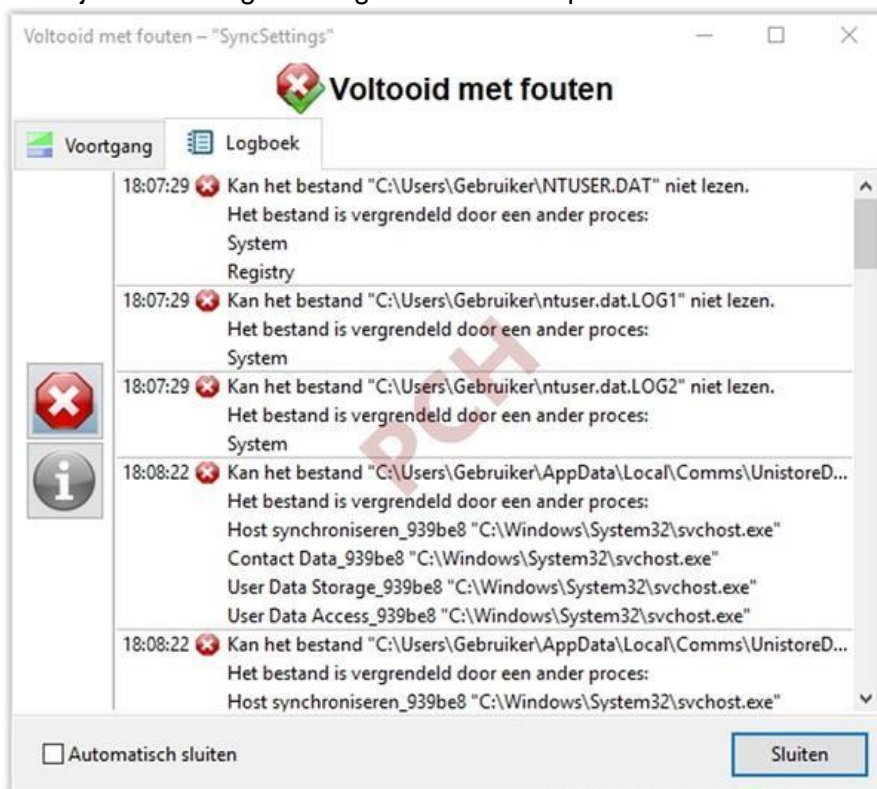 Voltooid met fouten – "SyncSettings"
Voltooid met fouten
Voortgang
Logboek
18:07:29 Kan het bestand "C:\Users\Gebruiker\NTUSER.DAT" niet lezen.
Het bestand is vergrendeld door een ander proces:
System
Registry
18:07:29 Kan het bestand "C:\Users\Gebruiker\ntuser.dat.LOG1" niet lezen.
Het bestand is vergrendeld door een ander proces:
System
18:07:29 Kan het bestand "C:\Users\Gebruiker\ntuser.dat.LOG2" niet lezen.
Het bestand is vergrendeld door een ander proces:
System
18:08:22 Kan het bestand "C:\Users\Gebruiker\AppData\Local\Comms\UnistoreD...
Het bestand is vergrendeld door een ander proces:
Host synchroniseren_939be8 "C:\Windows\System32\svchost.exe"
Contact Data_939be8 "C:\Windows\System32\svchost.exe"
User Data Storage_939be8 "C:\Windows\System32\svchost.exe"
User Data Access_939be8 "C:\Windows\System32\svchost.exe"
18:08:22 Kan het bestand "C:\Users\Gebruiker\AppData\Local\Comms\UnistoreD...
Het bestand is vergrendeld door een ander proces:
Host synchroniseren_939be8 "C:\Windows\System32\svchost.exe"
PCH
Automatisch sluiten
Sluiten